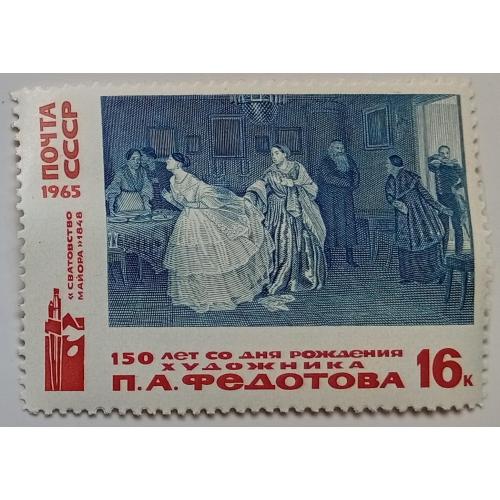 ПОЧТА
СССР
1965
«СВАТОВСТВО
МАЙОРА»1848
150 ЛЕТ СО ДНЯ РОЖДЕНИЯ
ХУДОЖНИКА
П.А.ФЕДОТОВА 16к